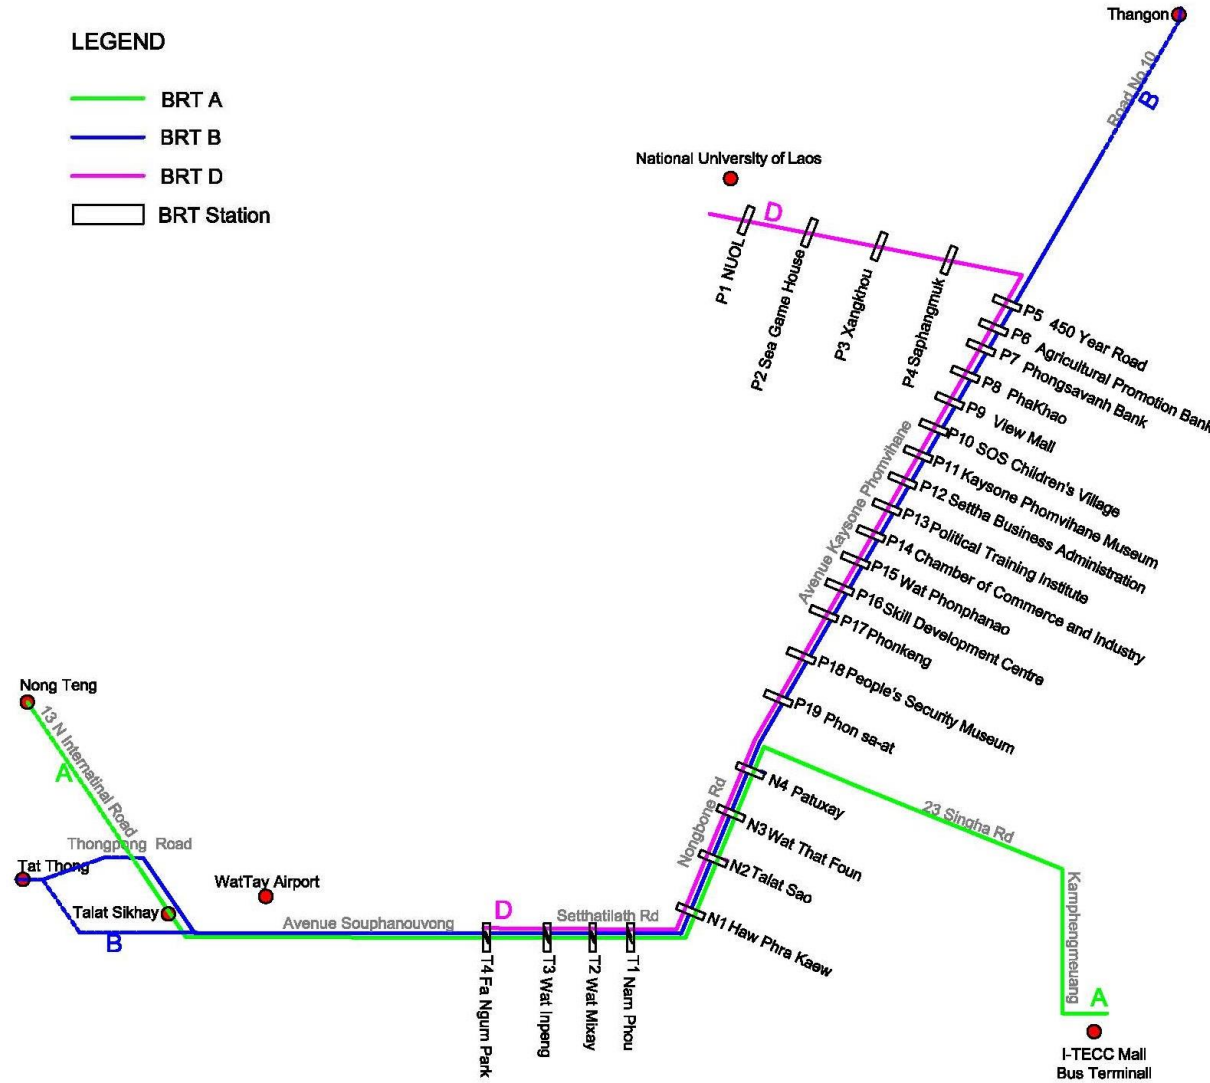 LEGEND
BRT A
BRT B
BRT D
BRT Station
Thangon
Road No.10
B
National University of Laos
D
P1 NUOL
P2 Sea Game House
P3 Xangkhou
P4 Saphangmuk
P5 450 Year Road
P6 Agricultural Promotion Bank
P7 Phongsavanh Bank
P8 PhaKhao
P9 View Mall
P10 SOS Children's Village
P11 Kaysone Phomvihane Museum
P12 Settha Business Administration
P13 Political Training Institute
P14 Chamber of Commerce and Industry
P15 Wat Phonphanao
P16 Skill Development Centre
P17 Phonkeng
P18 People's Security Museum
P19 Phon sa-at
Avenue Kaysone Phomvihane
Nong Teng
13 N Internatinal Road
A
Thongpong Road
Tat Thong
Talat Sikhay
B
WatTay Airport
Avenue Souphanouvong
D
Setthatilath Rd
Nongbone Rd
N4 Patuxay
N3 Wat That Foun
N2 Talat Sao
N1 Haw Phra Kaew
T4 Fa Ngum Park
T3 Wat Inpeng
T2 Wat Mixay
T1 Nam Phou
23 Singha Rd
Kamphengmeuang
A
I-TECC Mall
Bus Terminall